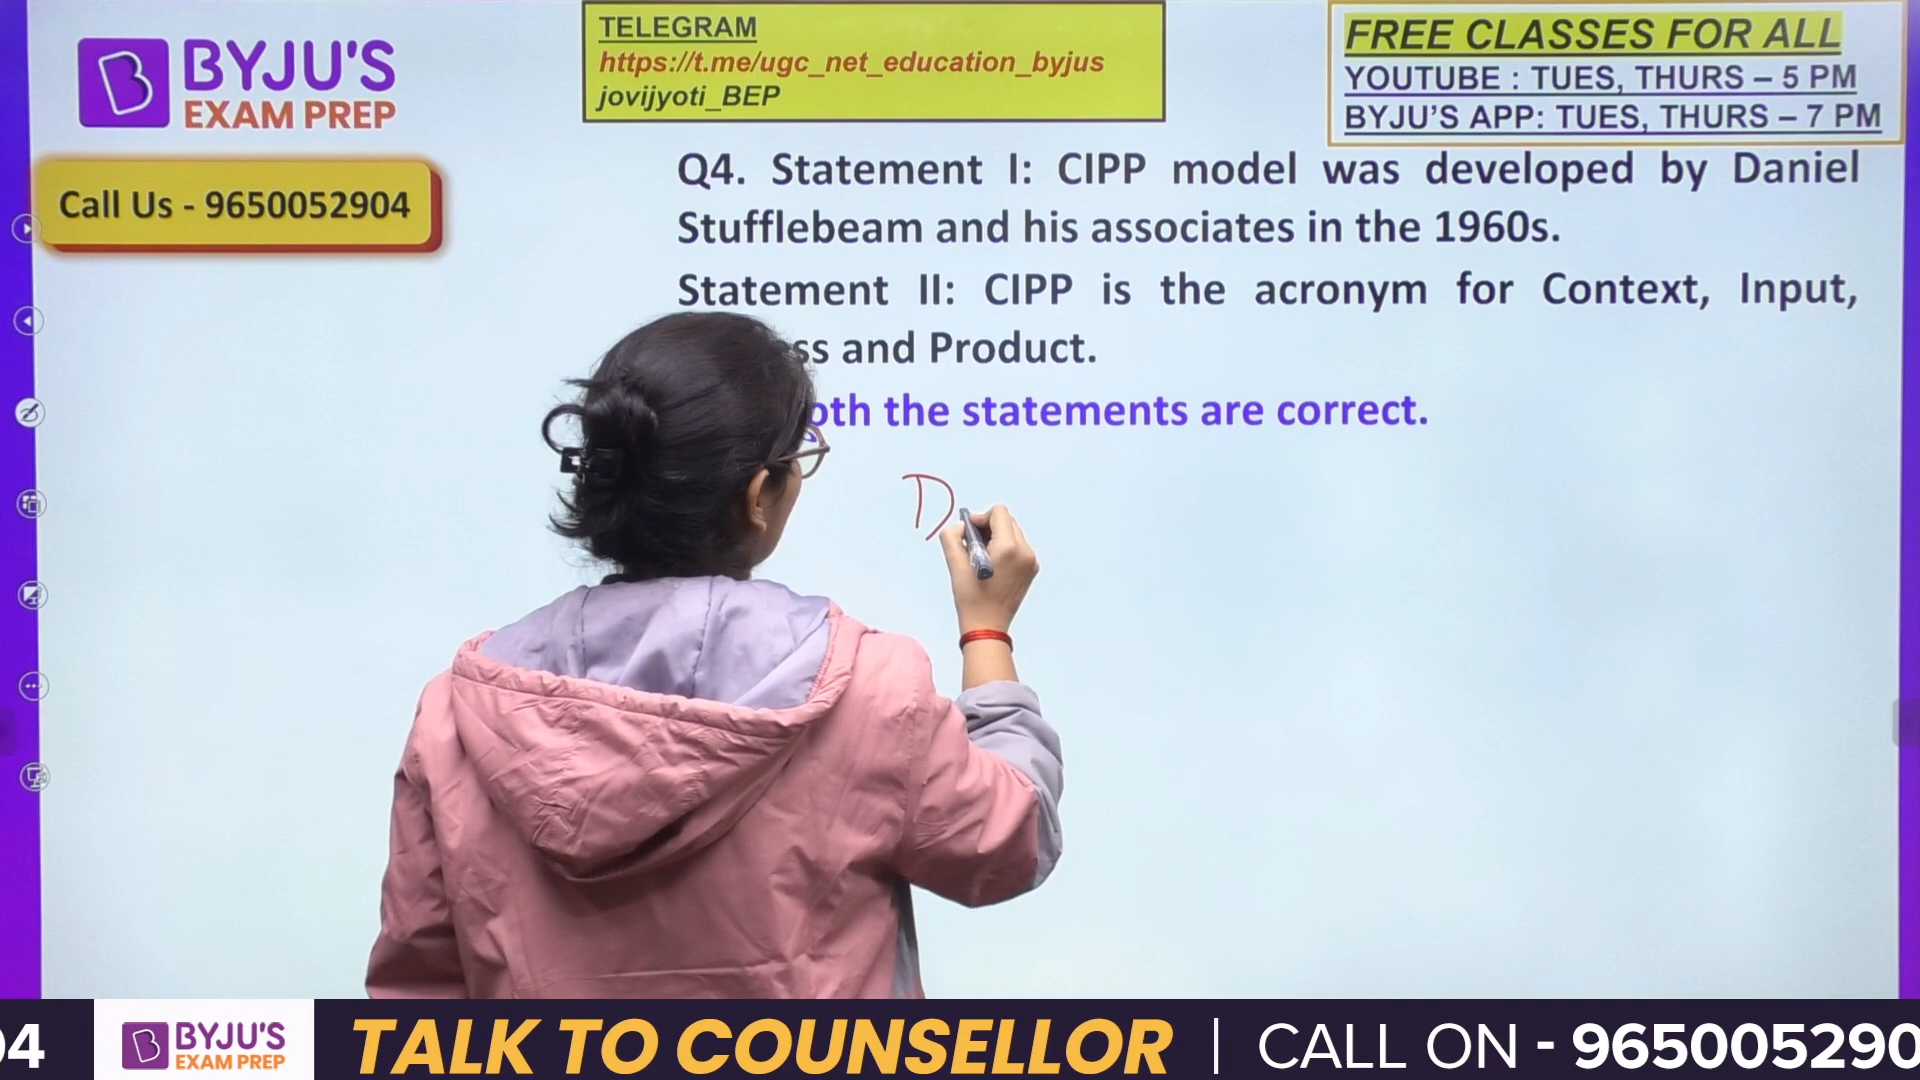 BYJU'S
EXAM PREP
TELEGRAM
https://t.me/ugc_net_education_byjus
jovijyoti_BEP
FREE CLASSES FOR ALL
YOUTUBE : TUES, THURS – 5 PM
BYJU'S APP: TUES, THURS – 7 PM
Call Us - 9650052904
Q4. Statement I: CIPP model was developed by Daniel
Stufflebeam and his associates in the 1960s.
Statement II: CIPP is the acronym for Context, Input,
and Product.
the statements are correct.
D
04
BYJU'S
EXAM PREP
TALK TO COUNSELLOR | CALL ON - 965005290